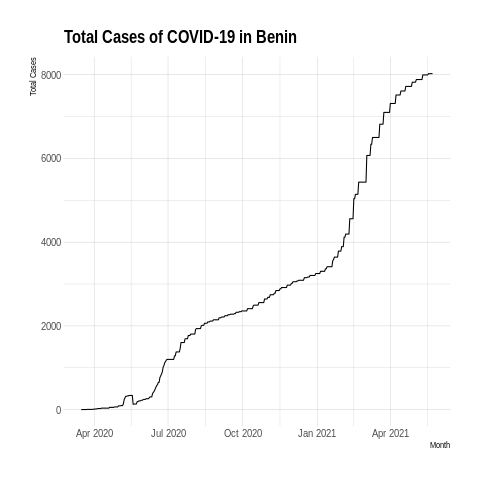 Total Cases of COVID-19 in Benin
Total Cases
8000
6000
4000
2000
0
Apr 2020 Jul 2020 Oct 2020 Jan 2021 Apr 2021
Month